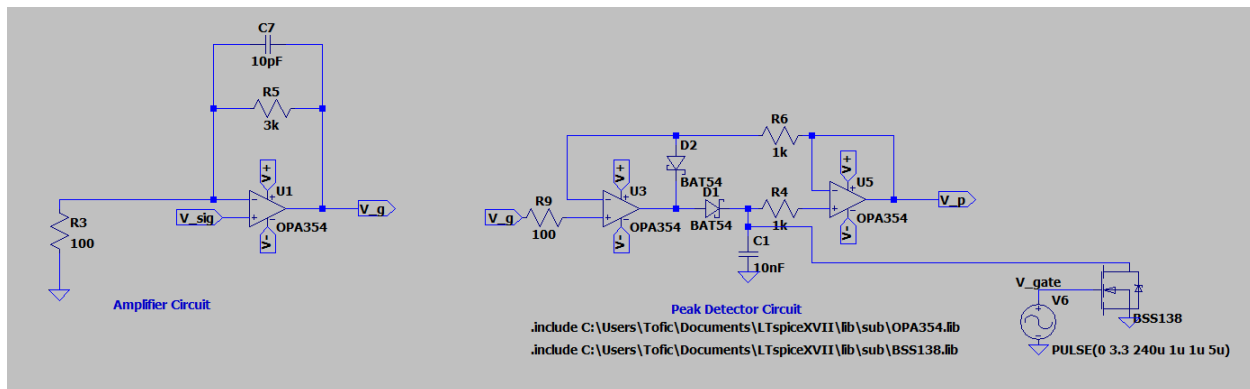 C7
10pF
R5
3k
V+
U1
V_sig
OPA354
V-
V_g
R3
100
Amplifier Circuit
R6
1k
D2
BAT54
V+
U5
U3
V+
D1
R4
V_g
R9
100
OPA354
V-
BAT54
1k
OPA354
V-
V_p
C1
10nF
V_gate
V6
BSS138
Peak Detector Circuit
.include C:\Users\Tofic\Documents\LTspiceXVII\lib\sub\OPA354.lib
.include C:\Users\Tofic\Documents\LTspiceXVII\lib\sub\BSS138.lib
PULSE(0 3.3 240u 1u 1u 5u)